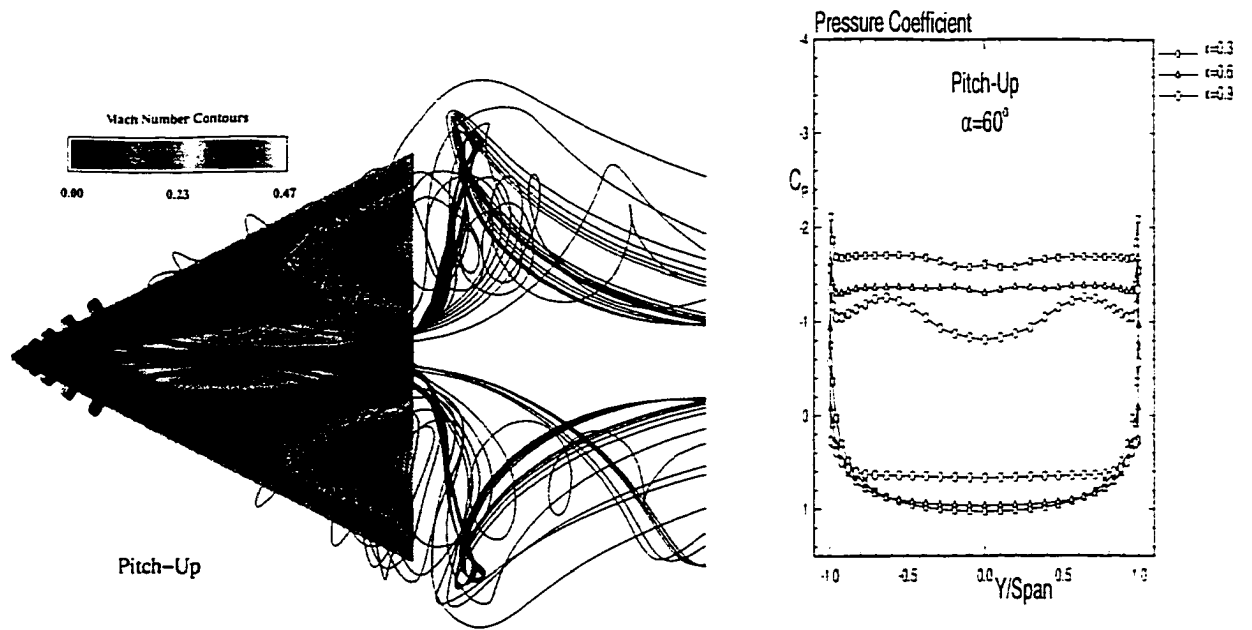 Mach Number Contours
0.00 0.23 0.47
Pitch-Up
Pressure Coefficient
Pitch-Up
α=60°
-4
-3
-2
-1
0
1
-1.0 -0.5 0.0 0.5 1.0
Y/Span